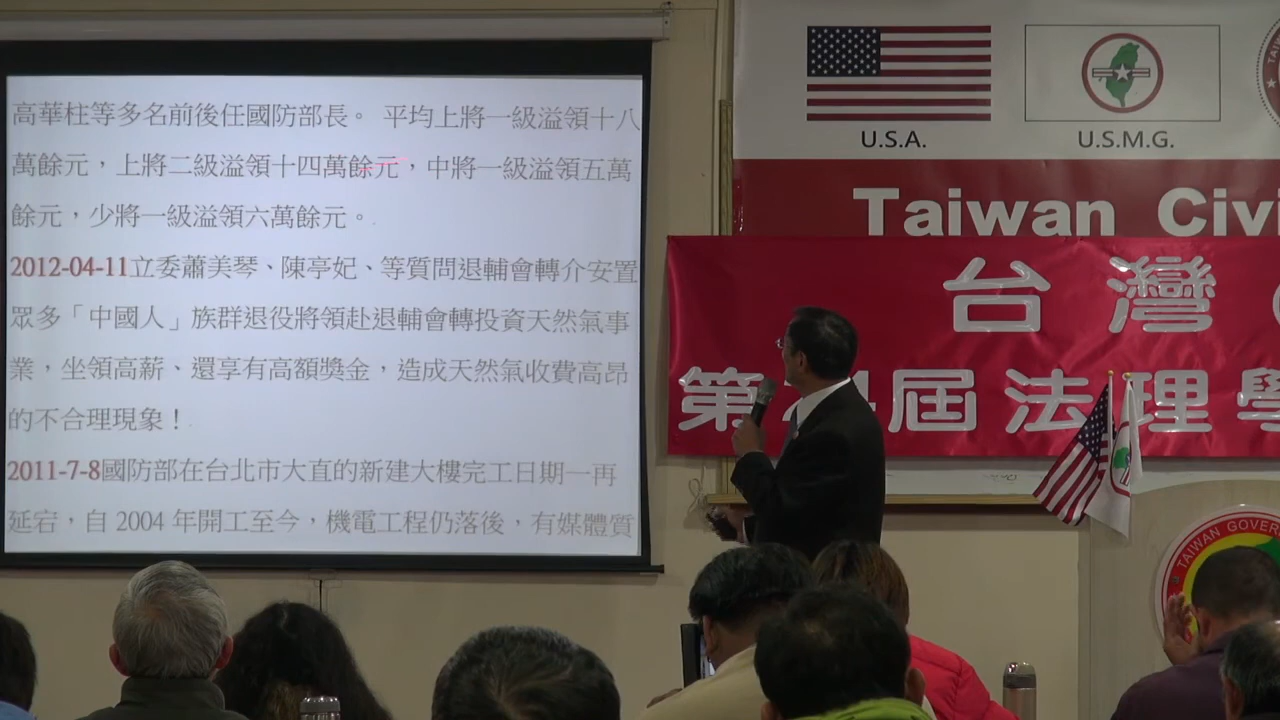 高華柱等多名前後任國防部長。 平均上將一級溢領十八
萬餘元，上將二級溢領十四萬餘元，中將一級溢領五萬
餘元，少將一級溢領六萬餘元。
2012-04-11立委蕭美琴、陳亭妃、等質問退輔會轉介安置
眾多「中國人」族群退役將領赴退輔會轉投資天然氣事
業，坐領高薪、還享有高額獎金，造成天然氣收費高昂
的不合理現象！
2011-7-8國防部在台北市大直的新建大樓完工日期一再
延宕，自 2004 年開工至今，機電工程仍落後，有媒體質
U.S.A.
U.S.M.G.
Taiwan Civi
台灣
第 屆法理學
TAIWAN GOVER